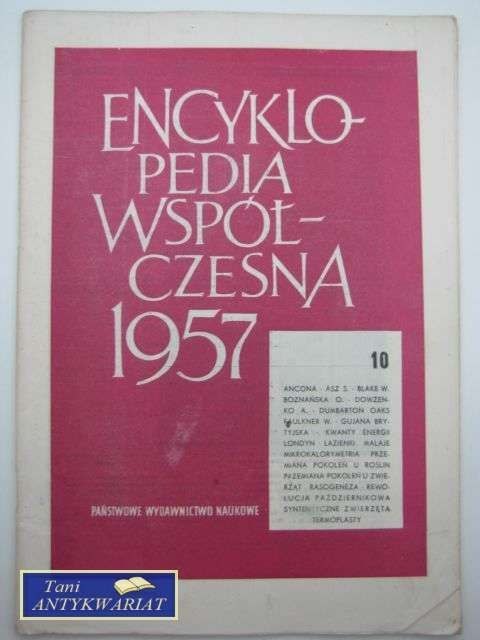 ENCYKLO-
PEDIA
WSPÓŁ-
CZESNA
1957
10
ANCONA · ASZ S. · BLAKE W.
BOZNAŃSKA O. · DOWŻEN-
KO A. · DUMBARTON OAKS
FAULKNER W. · GUJANA BRY-
TYJSKA · KWANTY ENERGII
LONDYN ŁAZIENKI MALAJE
MIKROKALORYMETRIA · PRZE-
MIANA POKOLEŃ U ROŚLIN
PRZEMIANA POKOLEŃ U ZWIE-
RZĄT RASOGENEZA · REWO-
LUCJA PAŹDZIERNIKOWA
SYNTETYCZNE ZWIERZĘTA
TERMOPLASTY
PAŃSTWOWE WYDAWNICTWO NAUKOWE
Tani
ANTYKWARIAT